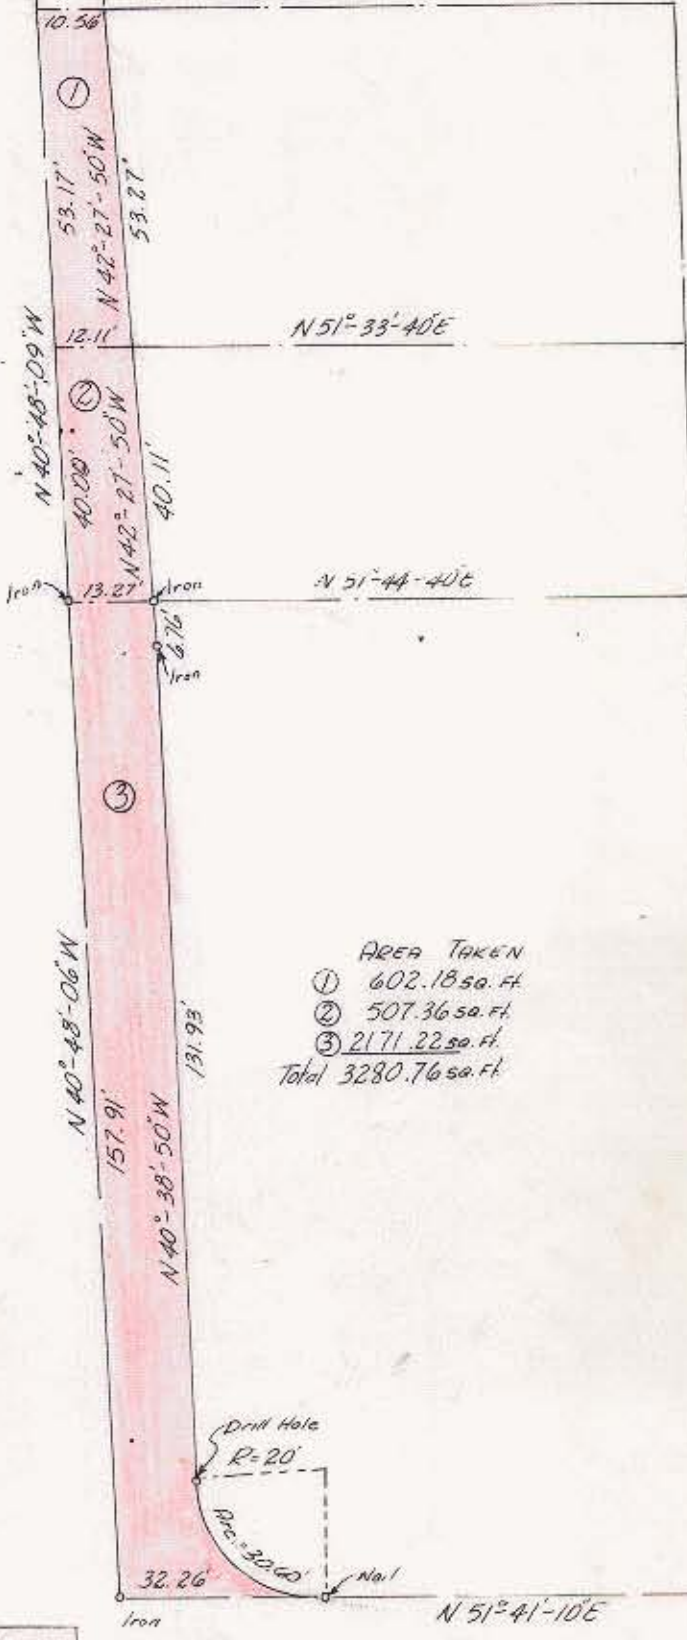 10.56'
①
53.17'
N 42°-27'-50"W
53.27'
N 40°-48'-09"W
12.11'
N 51°-33'-40"E
②
N 42°-27'-50"W
40.11'
Iron
13.27'
Iron
N 51°-44'-40"E
6.76'
Iron
③
AREA TAKEN
① 602.18 sq. Ft.
② 507.36 sq. Ft.
③ 2171.22 sq. Ft.
Total 3280.76 sq. Ft.
N 40°-48'-06"W
157.91'
N 40°-38'-50"W
131.93'
Drill Hole
R=20'
Arc.=30.60'
32.26'
Nail
Iron
N 51°-41'-10"E